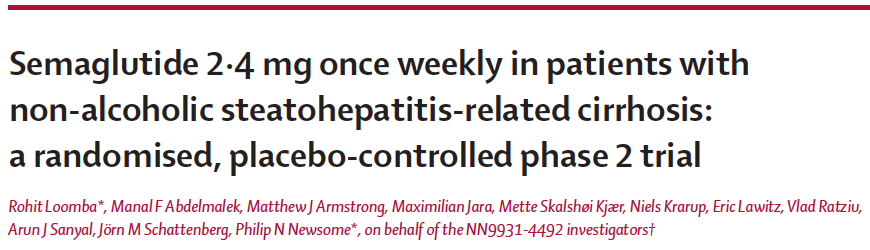 Semaglutide 2·4 mg once weekly in patients with
non-alcoholic steatohepatitis-related cirrhosis:
a randomised, placebo-controlled phase 2 trial
Rohit Loomba*, Manal F Abdelmalek, Matthew J Armstrong, Maximilian Jara, Mette Skalshøi Kjær, Niels Krarup, Eric Lawitz, Vlad Ratziu,
Arun J Sanyal, Jörn M Schattenberg, Philip N Newsome*, on behalf of the NN9931-4492 investigators†